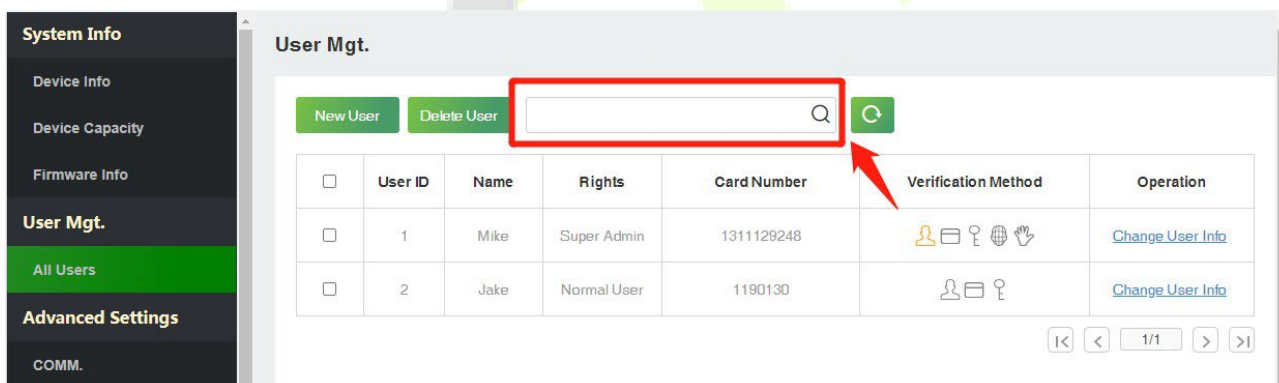 System Info
Device Info
Device Capacity
Firmware Info
User Mgt.
All Users
Advanced Settings
COMM.
User Mgt.
New User Delete User
User ID Name Rights Card Number Verification Method Operation
1 Mike Super Admin 1311129248 Change User Info
2 Jake Normal User 1190130 Change User Info
1/1